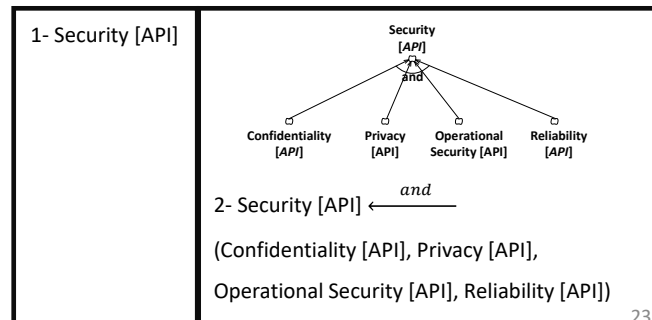 1- Security [API]
Security
[API]
and
Confidentiality
[API]
Privacy
[API]
Operational
Security [API]
Reliability
[API]
and
2- Security [API] ⟵
(Confidentiality [API], Privacy [API],
Operational Security [API], Reliability [API])
23